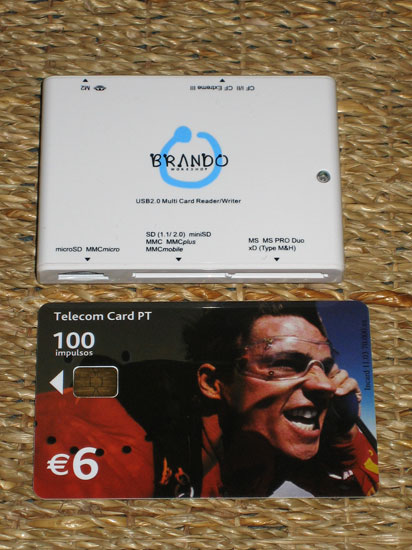 M2
CF I/II CF Extreme III
BRANDO
WORKSHOP
USB2.0 Multi Card Reader/Writer
microSD MMCmicro
SD (1.1/ 2.0) miniSD
MMC MMCplus
MMCmobile
MS MS PRO Duo
xD (Type M&H)
Telecom Card PT
100
impulsos
€6